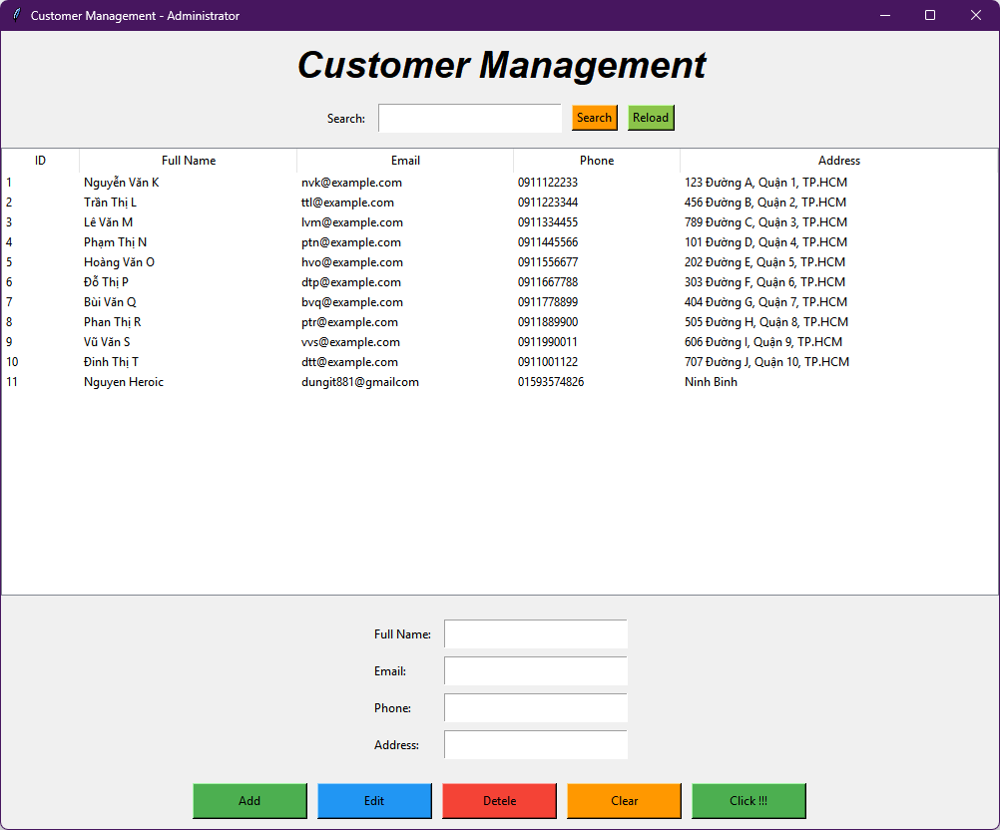 Customer Management - Administrator
Customer Management
Search: Search Reload
ID Full Name Email Phone Address
1 Nguyễn Văn K nvk@example.com 0911122233 123 Đường A, Quận 1, TP.HCM
2 Trần Thị L ttl@example.com 0911223344 456 Đường B, Quận 2, TP.HCM
3 Lê Văn M lvm@example.com 0911334455 789 Đường C, Quận 3, TP.HCM
4 Phạm Thị N ptn@example.com 0911445566 101 Đường D, Quận 4, TP.HCM
5 Hoàng Văn O hvo@example.com 0911556677 202 Đường E, Quận 5, TP.HCM
6 Đỗ Thị P dtp@example.com 0911667788 303 Đường F, Quận 6, TP.HCM
7 Bùi Văn Q bvq@example.com 0911778899 404 Đường G, Quận 7, TP.HCM
8 Phan Thị R ptr@example.com 0911889900 505 Đường H, Quận 8, TP.HCM
9 Vũ Văn S vvs@example.com 0911990011 606 Đường I, Quận 9, TP.HCM
10 Đinh Thị T dtt@example.com 0911001122 707 Đường J, Quận 10, TP.HCM
11 Nguyen Heroic dungit881@gmailcom 01593574826 Ninh Binh
Full Name:
Email:
Phone:
Address:
Add Edit Detele Clear Click !!!